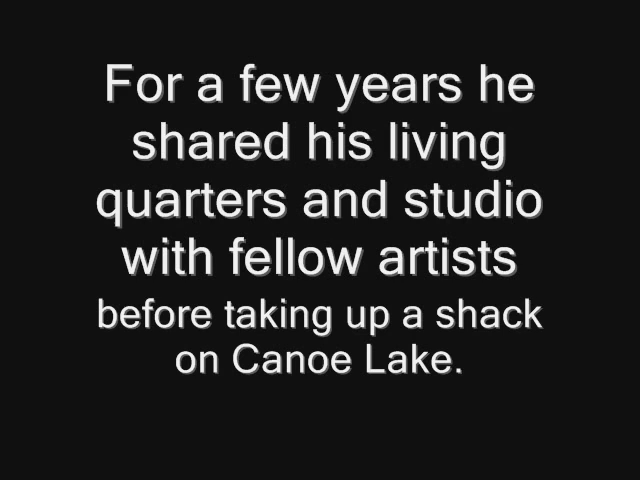 For a few years he
shared his living
quarters and studio
with fellow artists
before taking up a shack
on Canoe Lake.